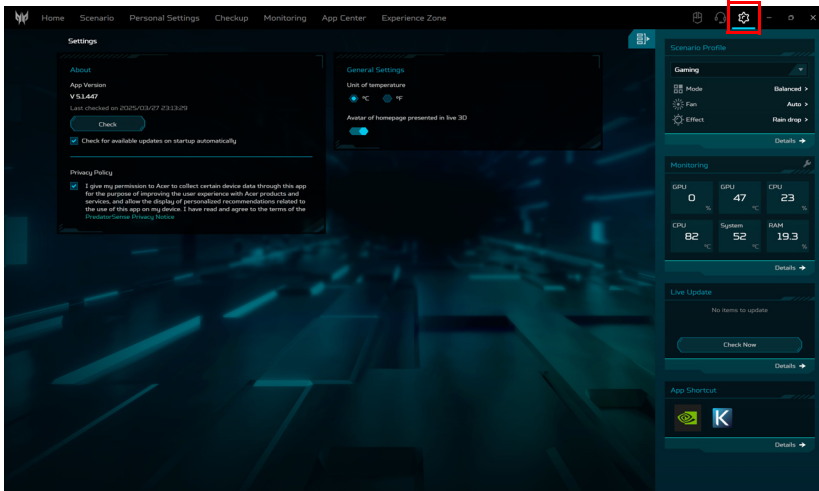 Home Scenario Personal Settings Checkup Monitoring App Center Experience Zone
Settings
About
App Version
V 5.1.447
Last checked on 2025/03/27 23:13:29
Check
Check for available updates on startup automatically
Privacy Policy
I give my permission to Acer to collect certain device data through this app
for the purpose of improving the user experience with Acer products and
services, and allow the display of personalized recommendations related to
the use of this app on my device. I have read and agree to the terms of the
PredatorSense Privacy Notice
General Settings
Unit of temperature
°C °F
Avatar of homepage presented in live 3D
Scenario Profile
Gaming
Mode Balanced >
Fan Auto >
Effect Rain drop >
Details →
Monitoring
GPU GPU CPU
0 % 47 °C 23 %
CPU System RAM
82 °C 52 °C 19.3 %
Details →
Live Update
No items to update
Check Now
Details →
App Shortcut
K
Details →